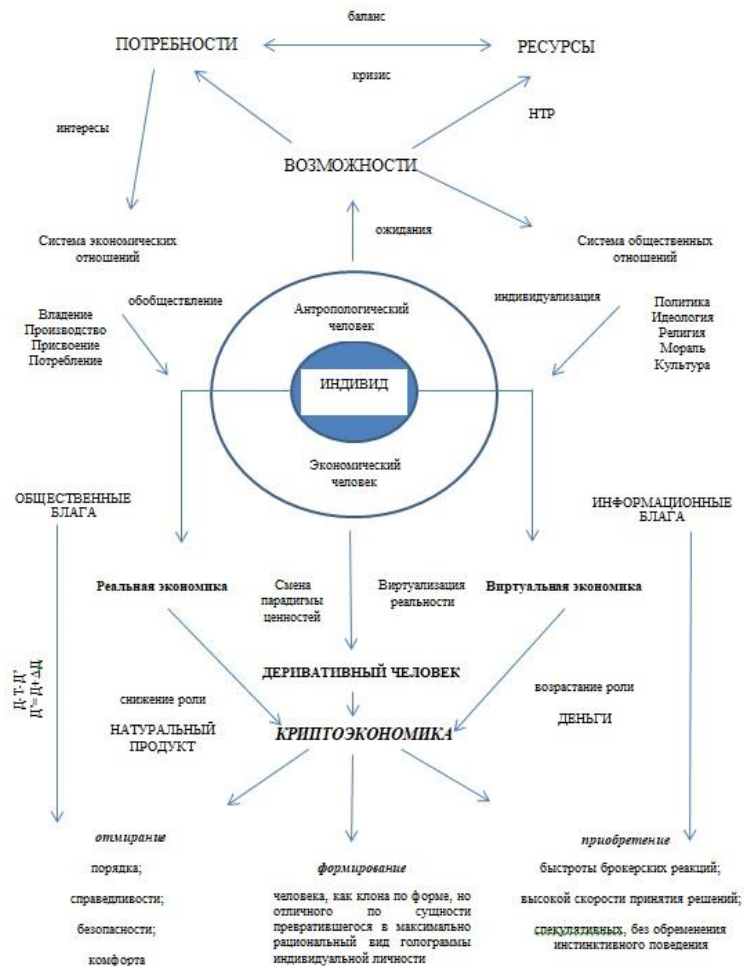 баланс
ПОТРЕБНОСТИ
РЕСУРСЫ
кризис
НТР
интересы
ВОЗМОЖНОСТИ
ожидания
Система экономических
отношений
Система общественных
отношений
обобществление
индивидуализация
Владение
Производство
Присвоение
Потребление
Антропологический
человек
Политика
Идеология
Религия
Мораль
Культура
ИНДИВИД
Экономический
человек
ОБЩЕСТВЕННЫЕ
БЛАГА
ИНФОРМАЦИОННЫЕ
БЛАГА
Реальная экономика
Смена
парадигмы
ценностей
Виртуализация
реальности
Виртуальная экономика
Д-Т-Д'
Д'=Д+ΔД
ДЕРИВАТИВНЫЙ ЧЕЛОВЕК
снижение роли
НАТУРАЛЬНЫЙ
ПРОДУКТ
возрастание роли
ДЕНЬГИ
КРИПТОЭКОНОМИКА
отмирание
порядка;
справедливости;
безопасности;
комфорта
формирование
человека, как клона по форме, но
отличного по сущности
превратившегося в максимально
рациональный вид голограммы
индивидуальной личности
приобретение
быстроты брокерских реакций;
высокой скорости принятия решений;
спекулятивных, без обременения
инстинктивного поведения